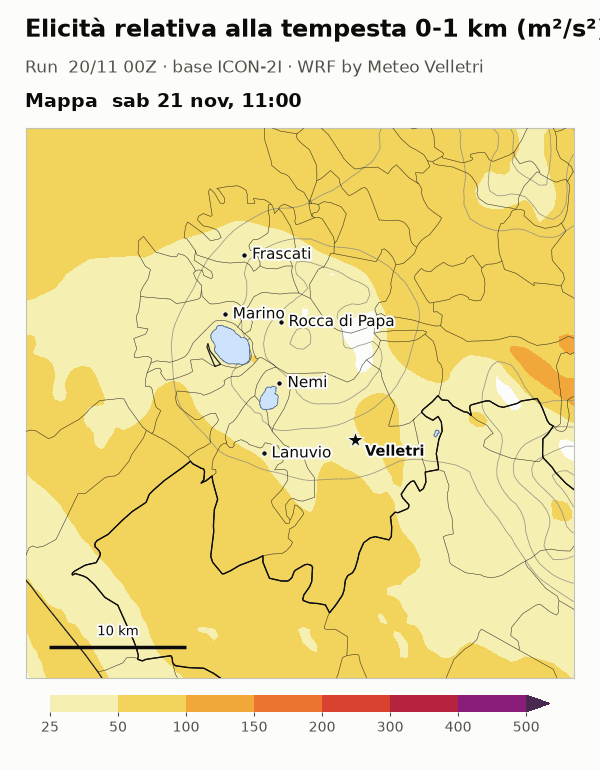 Elicità relativa alla tempesta 0-1 km (m²/s²)
Run 20/11 00Z · base ICON-2I · WRF by Meteo Velletri
Mappa sab 21 nov, 11:00
Frascati
Marino
Rocca di Papa
Nemi
Velletri
Lanuvio
10 km
25 50 100 150 200 300 400 500